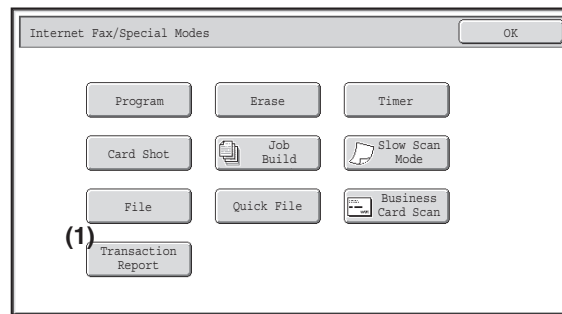 Internet Fax/Special Modes
OK
Program
Erase
Timer
Card Shot
Job
Build
Slow Scan
Mode
File
Quick File
Business
Card Scan
(1)
Transaction
Report